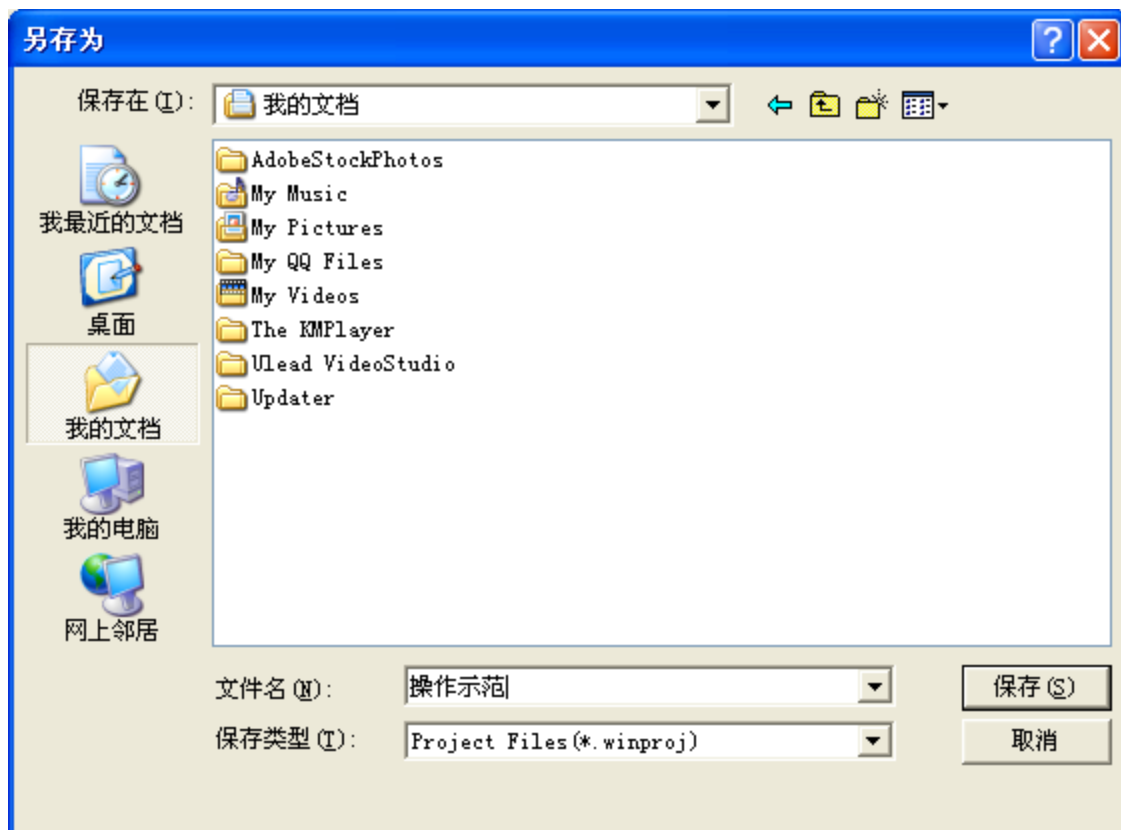 另存为
保存在(I):
我的文档
AdobeStockPhotos
My Music
My Pictures
My QQ Files
My Videos
The KMPlayer
Ulead VideoStudio
Updater
我最近的文档
桌面
我的文档
我的电脑
网上邻居
文件名(N):
操作示范
保存(S)
保存类型(T):
Project Files(*.winproj)
取消